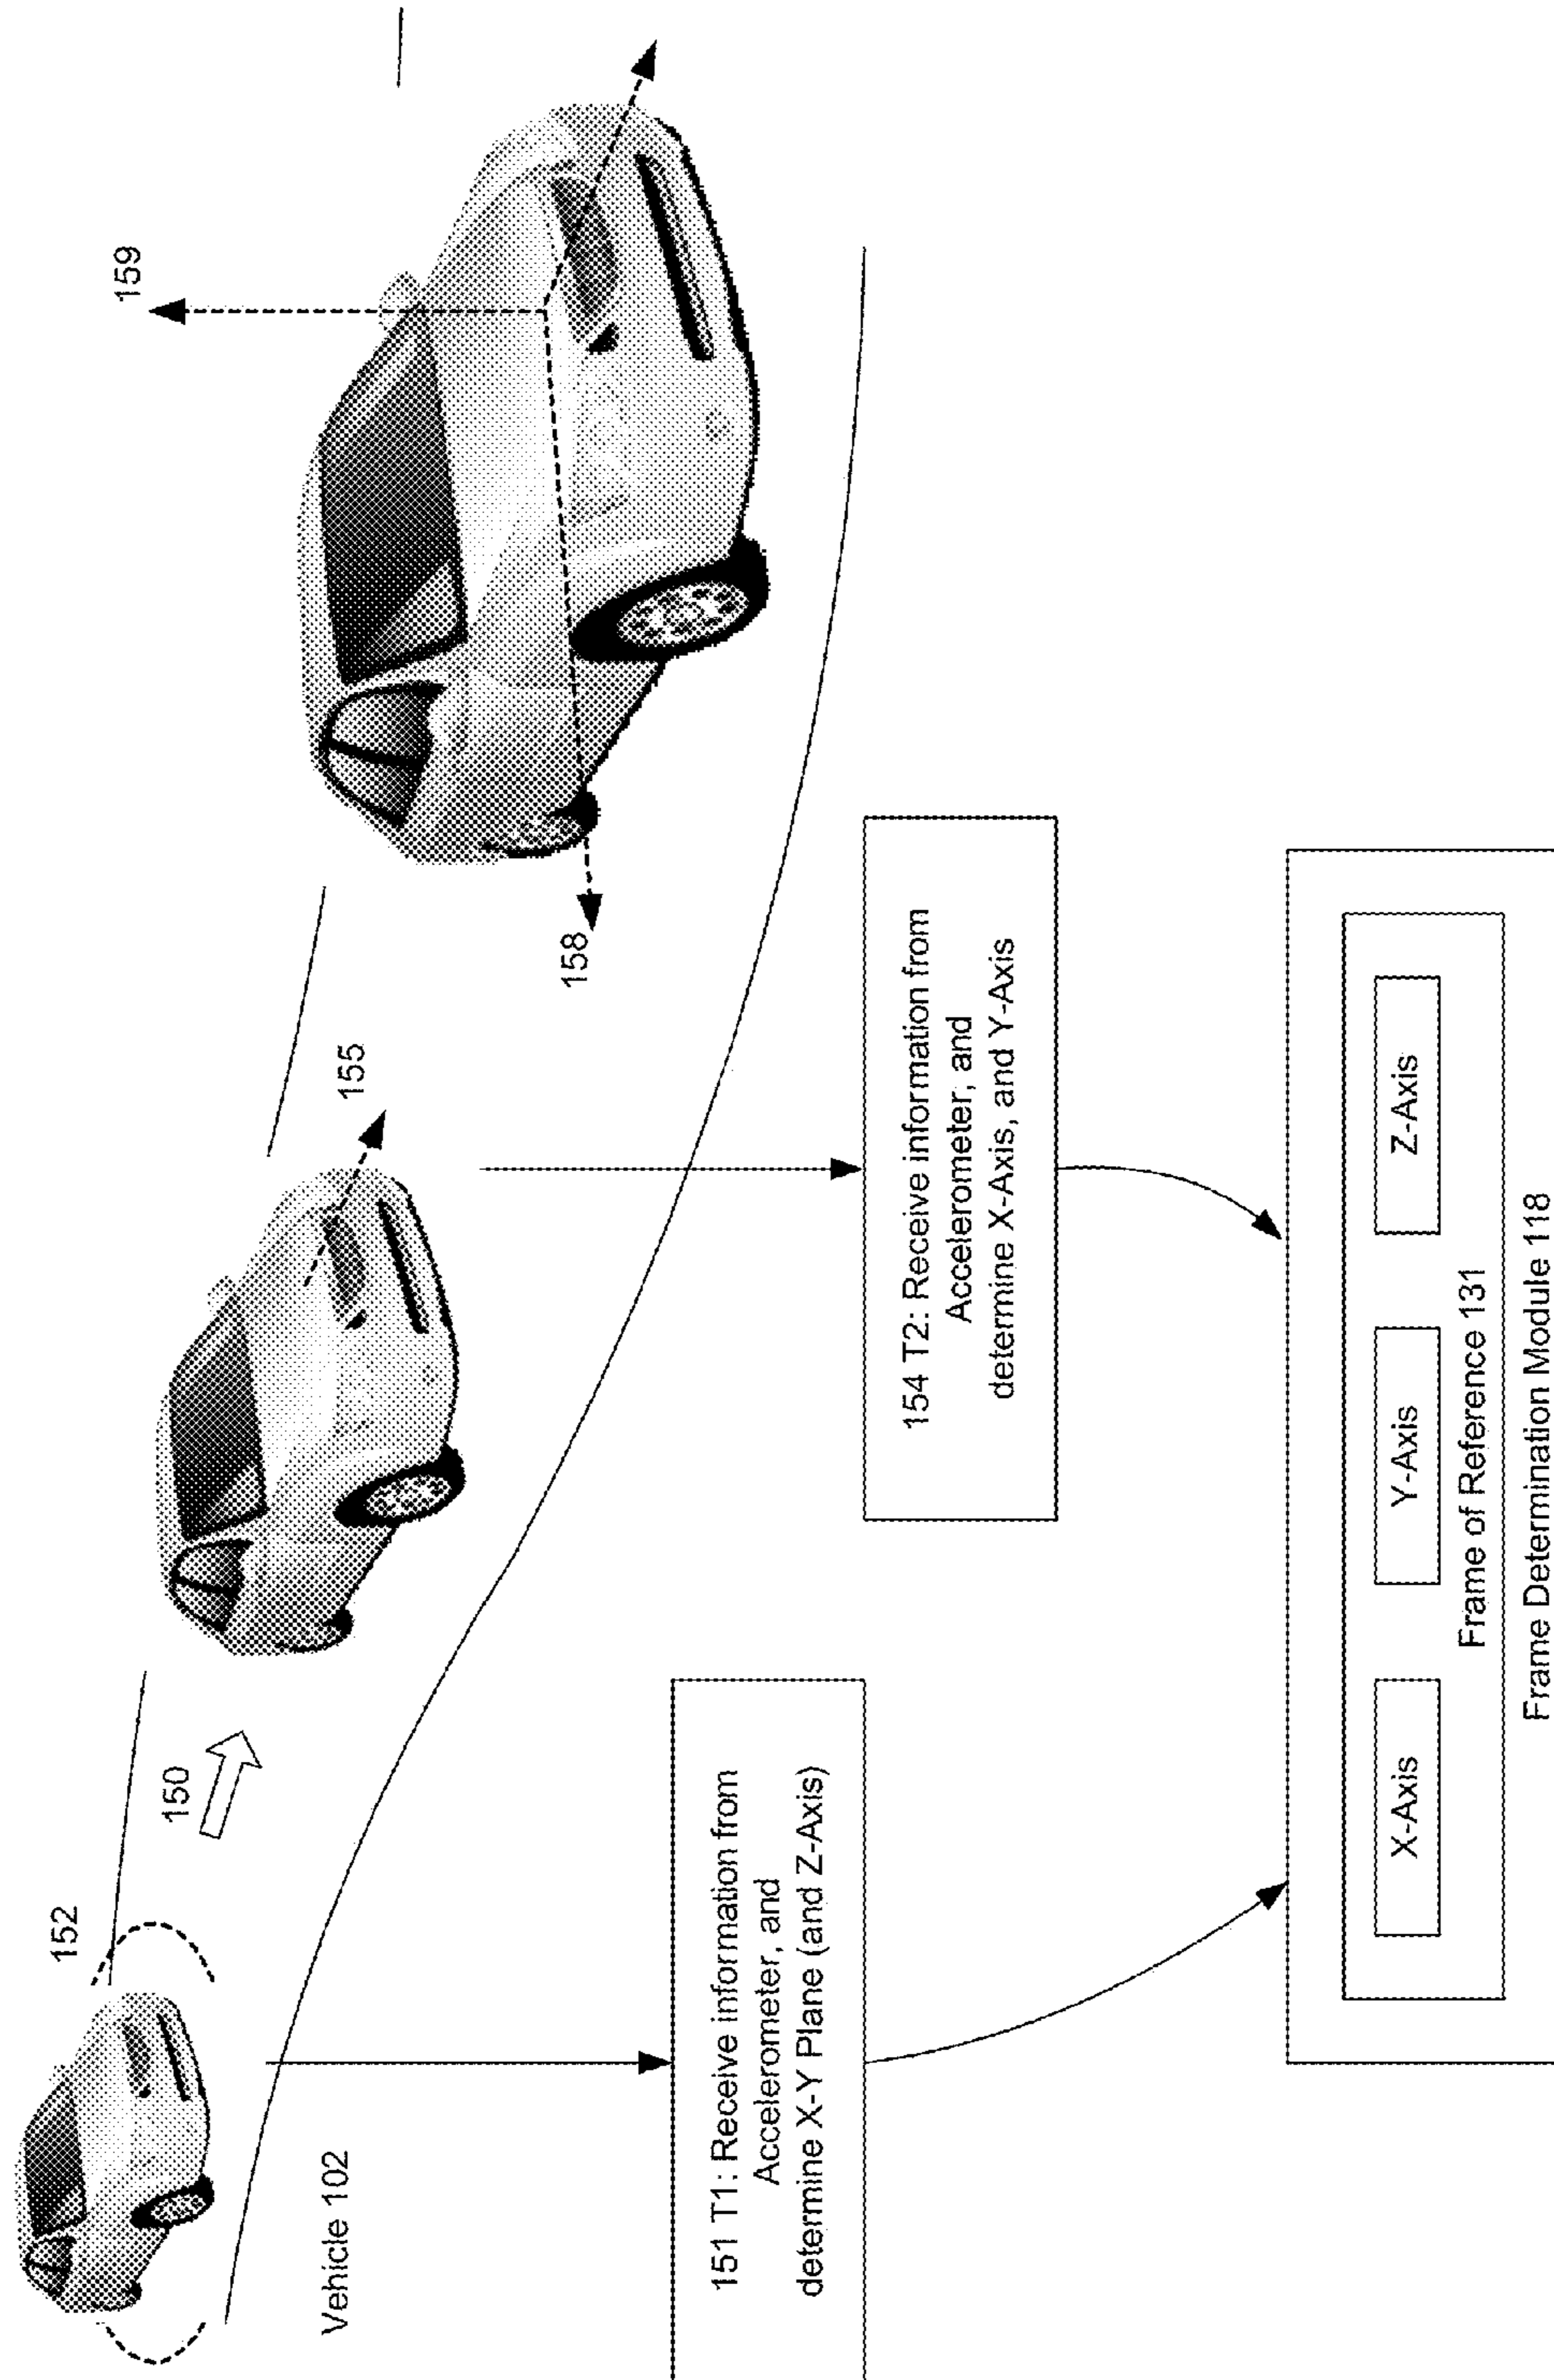 152
150
Vehicle 102
155
158
159
151 T1: Receive information from
Accelerometer, and
determine X-Y Plane (and Z-Axis)
154 T2: Receive information from
Accelerometer, and
determine X-Axis, and Y-Axis
X-Axis
Y-Axis
Z-Axis
Frame of Reference 131
Frame Determination Module 118